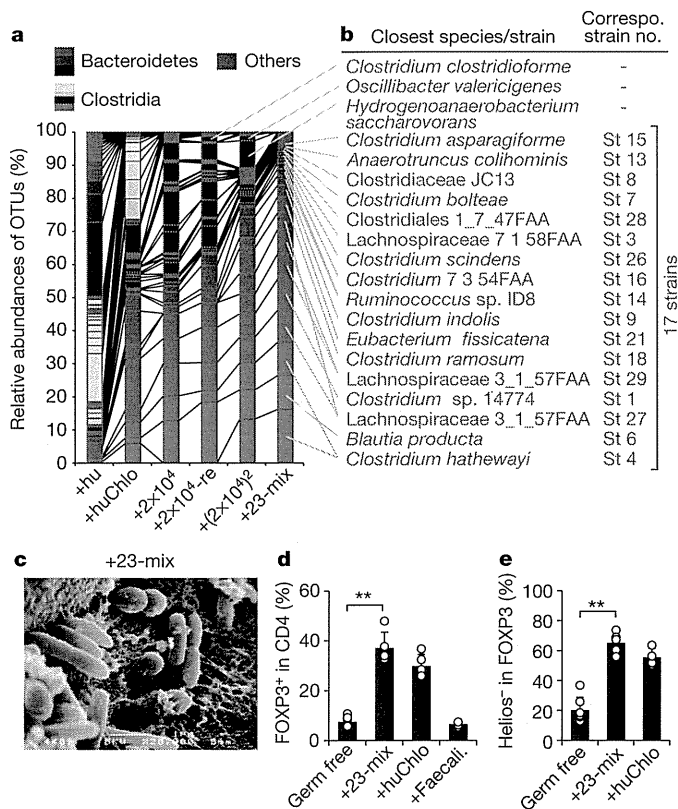 a
Bacteroidetes
Others
Clostridia
Relative abundances of OTUs (%)
100
90
80
70
60
50
40
30
20
10
0
+hu
+huChlo
+2×10⁴
+2×10⁴-re
+(2×10⁴)²
+23-mix
b
Closest species/strain
Correspo. strain no.
Clostridium clostridioforme -
Oscillibacter valericigenes -
Hydrogenoanaerobacterium -
saccharovorans
Clostridium asparagiforme St 15
Anaerotruncus colihominis St 13
Clostridiaceae JC13 St 8
Clostridium bolteae St 7
Clostridiales 1_7_47FAA St 28
Lachnospiraceae 7 1 58FAA St 3
Clostridium scindens St 26
Clostridium 7 3 54FAA St 16
Ruminococcus sp. ID8 St 14
Clostridium indolis St 9
Eubacterium fissicatena St 21
Clostridium ramosum St 18
Lachnospiraceae 3_1_57FAA St 29
Clostridium sp. 14774 St 1
Lachnospiraceae 3_1_57FAA St 27
Blautia producta St 6
Clostridium hathewayi St 4
17 strains
c
+23-mix
d
FOXP3⁺ in CD4 (%)
60
40
20
0
**
Germ free
+23-mix
+huChlo
+Faecali.
e
Helios⁻ in FOXP3 (%)
100
80
60
40
20
0
**
Germ free
+23-mix
+huChlo